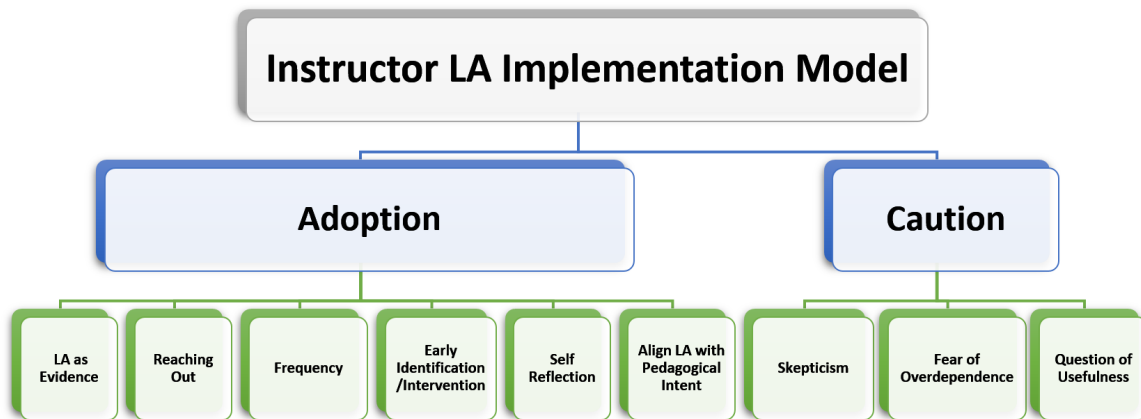 Instructor LA Implementation Model
Adoption
Caution
LA as
Evidence
Reaching
Out
Frequency
Early
Identification
/Intervention
Self
Reflection
Align LA with
Pedagogical
Intent
Skepticism
Fear of
Overdependence
Question of
Usefulness